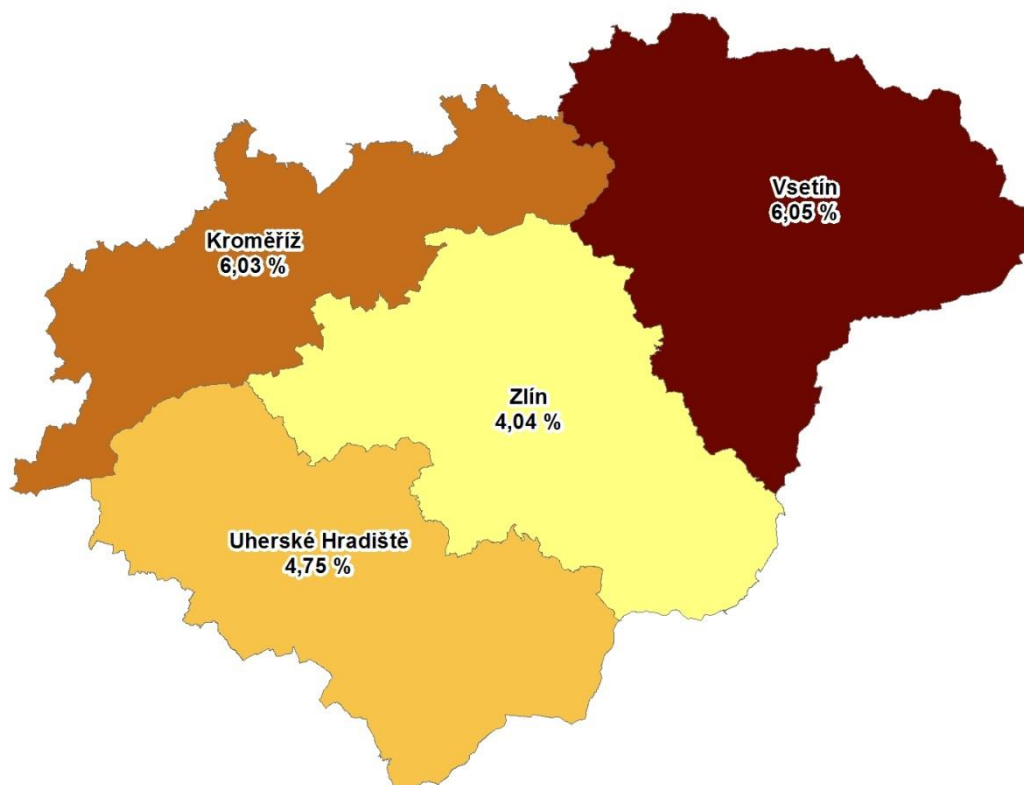 Vsetín
6,05 %
Kroměříž
6,03 %
Zlín
4,04 %
Uherské Hradiště
4,75 %